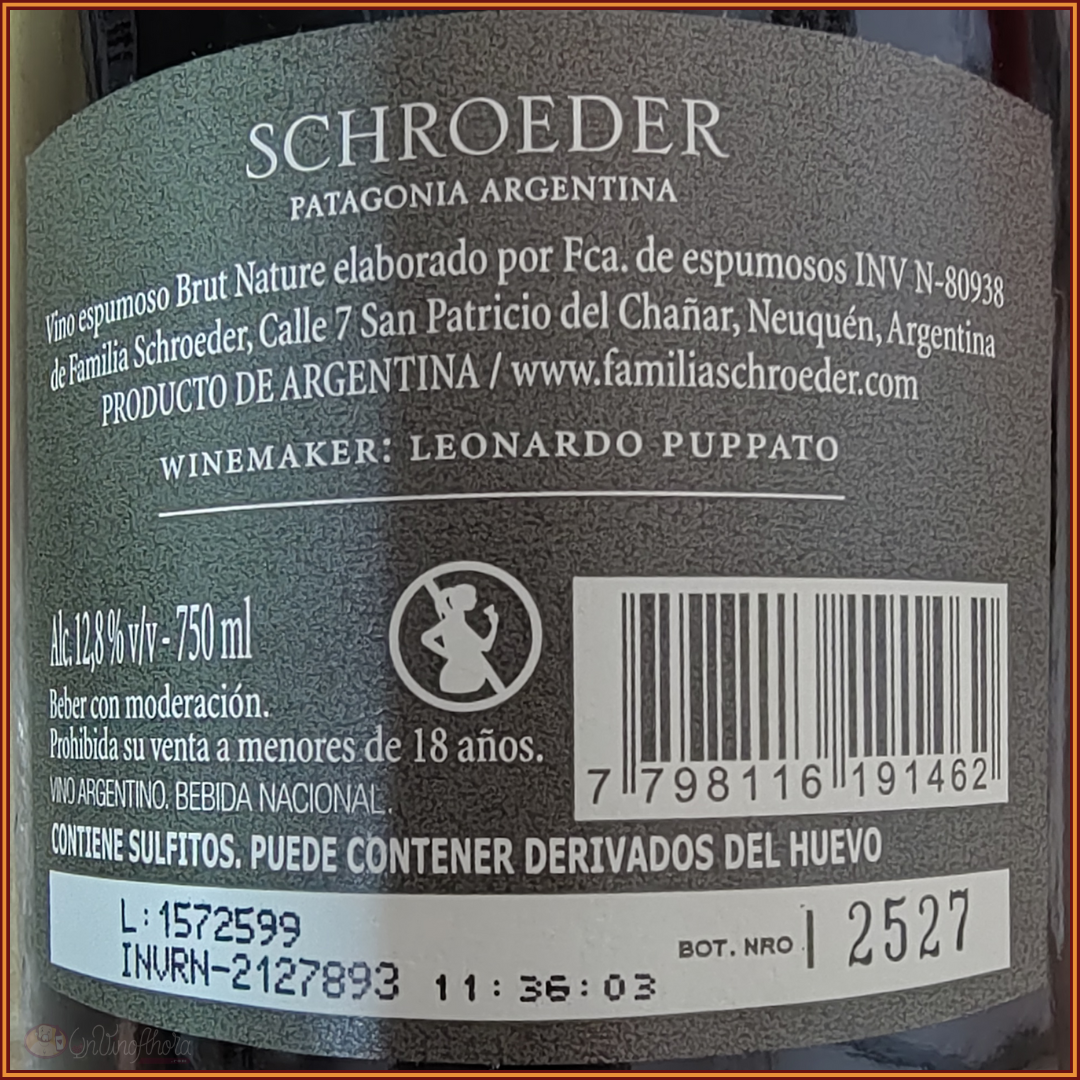 SCHROEDER
PATAGONIA ARGENTINA
Vino espumoso Brut Nature elaborado por Fca. de espumosos INV N-80938
de Familia Schroeder, Calle 7 San Patricio del Chañar, Neuquén, Argentina
PRODUCTO DE ARGENTINA / www.familiaschroeder.com
WINEMAKER: LEONARDO PUPPATO
Alc. 12,8 % v/v - 750 ml
Beber con moderación.
Prohibida su venta a menores de 18 años.
VINO ARGENTINO. BEBIDA NACIONAL.
7 798116 191462
CONTIENE SULFITOS. PUEDE CONTENER DERIVADOS DEL HUEVO
L:1572599
INVRN-2127893 11:36:03
BOT. NRO | 2527
UnVinoAhora